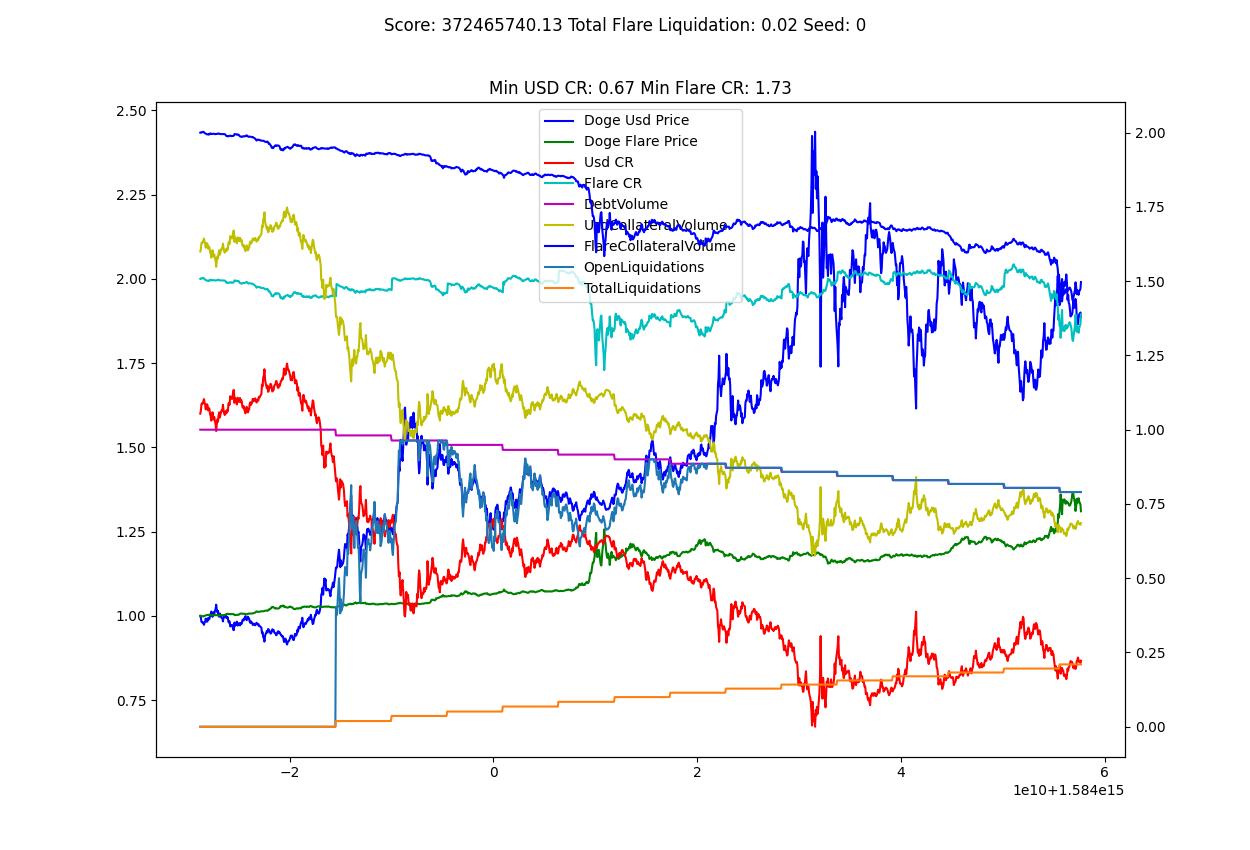 Score: 372465740.13 Total Flare Liquidation: 0.02 Seed: 0
Min USD CR: 0.67 Min Flare CR: 1.73
2.50
2.25
2.00
1.75
1.50
1.25
1.00
0.75
Doge Usd Price
Doge Flare Price
Usd CR
Flare CR
DebtVolume
UsdCollateralVolume
FlareCollateralVolume
OpenLiquidations
TotalLiquidations
2.00
1.75
1.50
1.25
1.00
0.75
0.50
0.25
0.00
−2
0
2
4
6
1e10+1.584e15